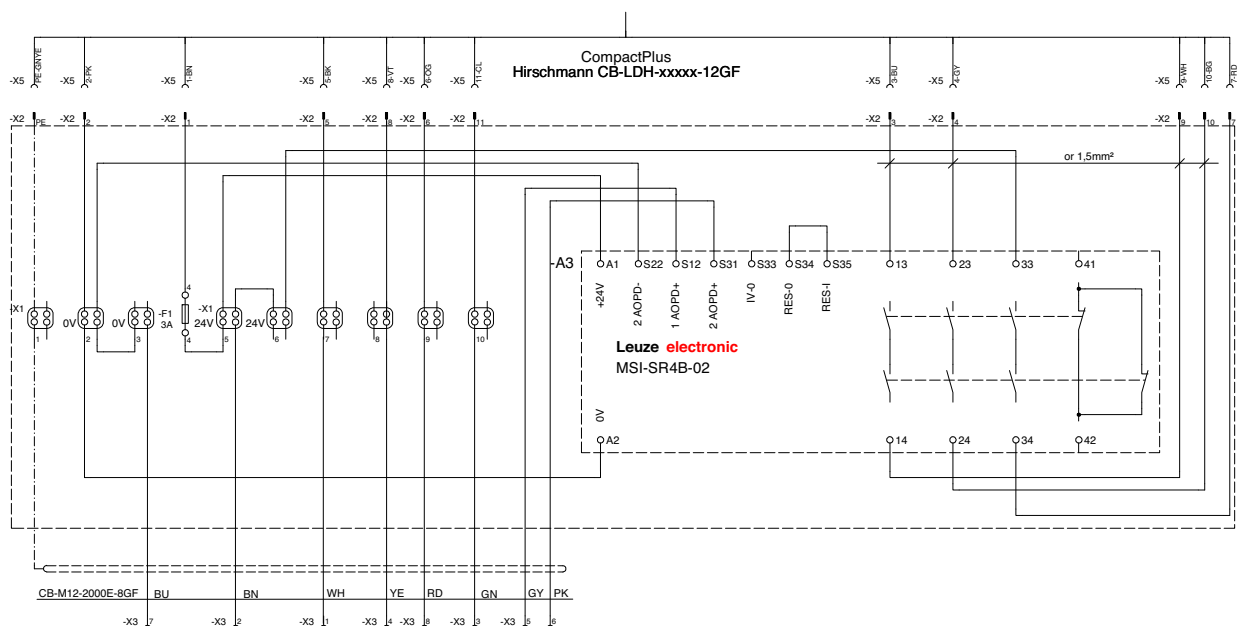 CompactPlus
Hirschmann CB-LDH-xxxxx-12GF
PE-GNYE
2-PK
1-BN
5-BK
8-VT
6-OG
11-CL
3-BU
4-GY
9-WH
10-BG
7-RD
-X5 -X5 -X5 -X5 -X5 -X5 -X5 -X5 -X5 -X5
-X2 PE -X2 2 -X2 1 -X2 5 -X2 8 -X2 6 -X2 11 -X2 3 -X2 4 -X2 9 10 7
or 1,5mm²
-A3 A1 S22 S12 S31 S33 S34 S35 13 23 33 41
+24V
2 AOPD-
1 AOPD+
2 AOPD+
IV-0
RES-0
RES-I
4
-X1 0V 0V -F1 -X1
3A 24V 24V
1 2 3 4 5 6 7 8 9 10
Leuze electronic
MSI-SR4B-02
0V
A2 14 24 34 42
CB-M12-2000E-8GF BU BN WH YE RD GN GY PK
-X3 7 -X3 2 -X3 1 -X3 4 -X3 8 -X3 3 -X3 5 6